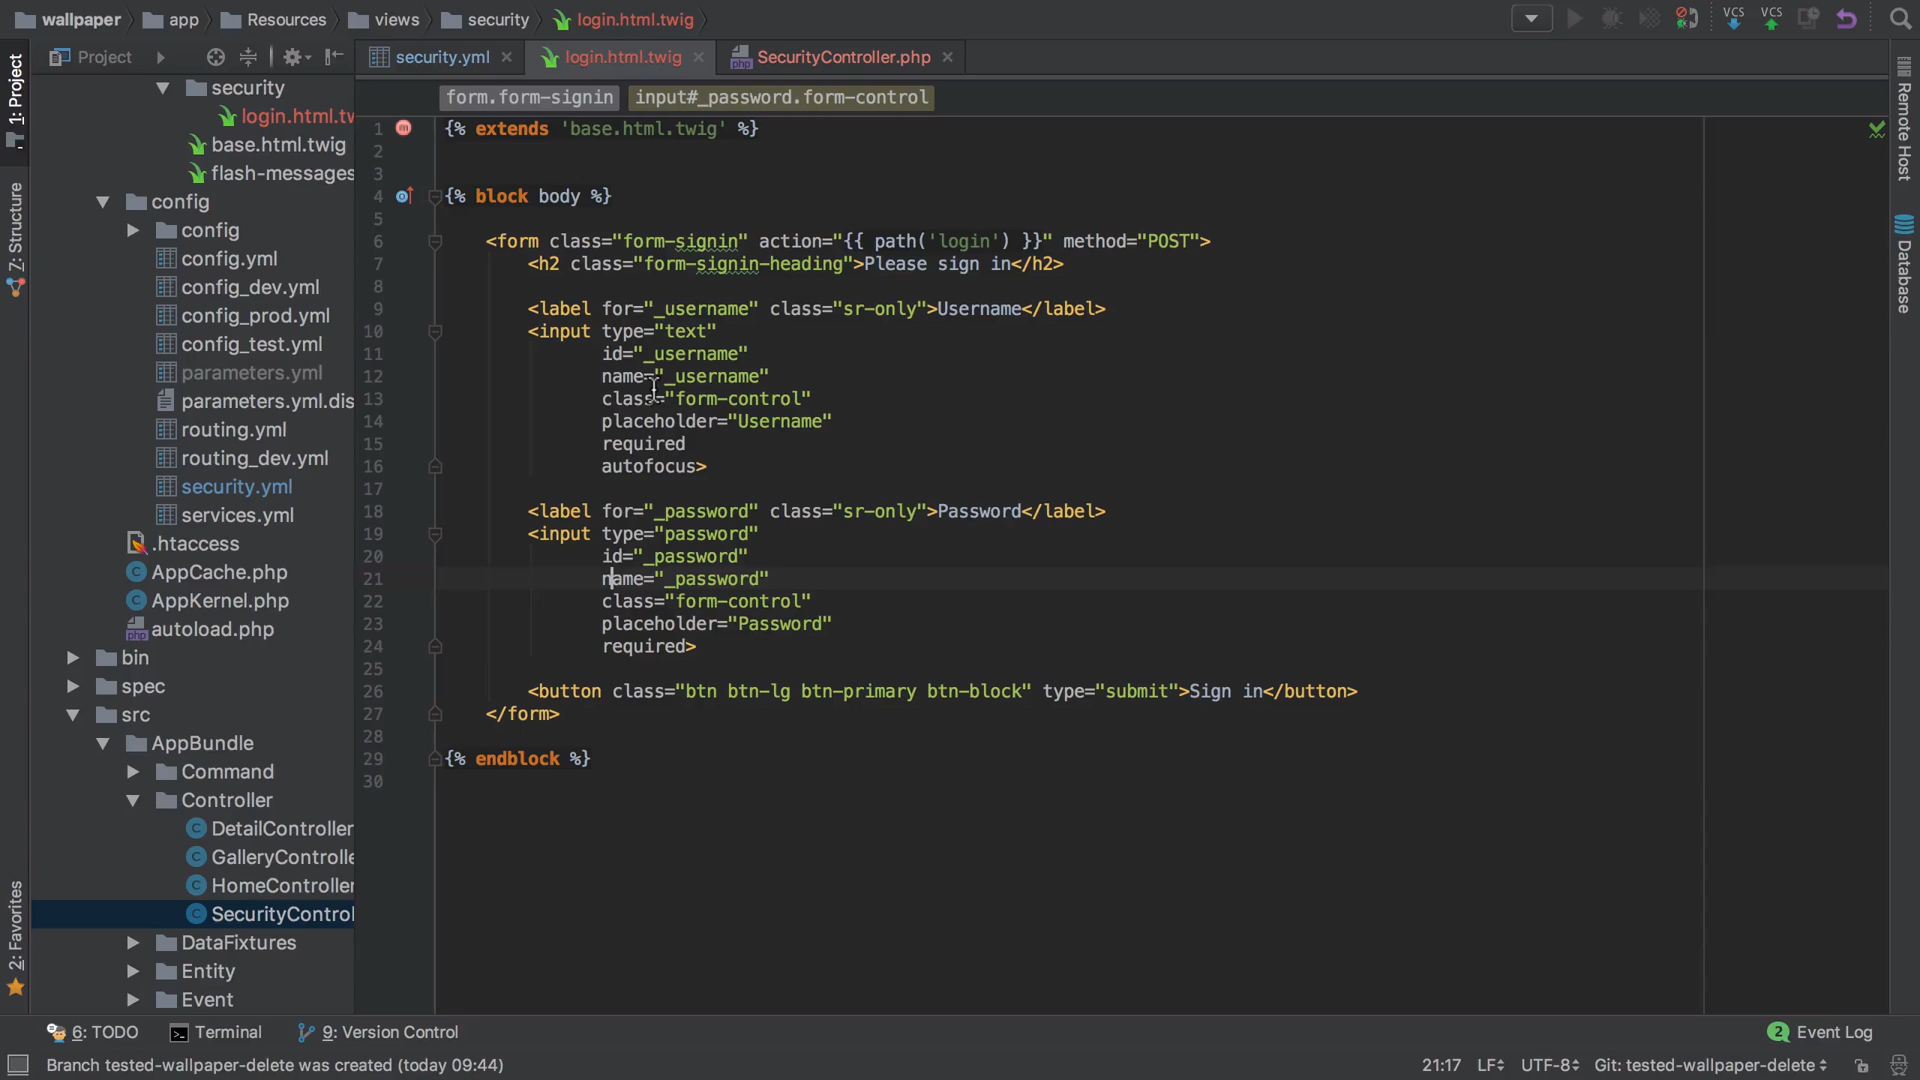 wallpaper app Resources views security login.html.twig
VCS VCS
1: Project
Z: Structure
2: Favorites
Project
security
login.html.tw
base.html.twig
flash-messages
config
config
config.yml
config_dev.yml
config_prod.yml
config_test.yml
parameters.yml
parameters.yml.dis
routing.yml
routing_dev.yml
security.yml
services.yml
.htaccess
AppCache.php
AppKernel.php
autoload.php
bin
spec
src
AppBundle
Command
Controller
DetailController
GalleryControlle
HomeController
SecurityControl
DataFixtures
Entity
Event
security.yml login.html.twig SecurityController.php
form.form-signin input#_password.form-control
1 {% extends 'base.html.twig' %}
2
3
4 {% block body %}
5
6 <form class="form-signin" action="{{ path('login') }}" method="POST">
7 <h2 class="form-signin-heading">Please sign in</h2>
8
9 <label for="_username" class="sr-only">Username</label>
10 <input type="text"
11 id="_username"
12 name="_username"
13 class="form-control"
14 placeholder="Username"
15 required
16 autofocus>
17
18 <label for="_password" class="sr-only">Password</label>
19 <input type="password"
20 id="_password"
21 name="_password"
22 class="form-control"
23 placeholder="Password"
24 required>
25
26 <button class="btn btn-lg btn-primary btn-block" type="submit">Sign in</button>
27 </form>
28
29 {% endblock %}
30
Remote Host
Database
6: TODO Terminal 9: Version Control 2 Event Log
Branch tested-wallpaper-delete was created (today 09:44) 21:17 LF UTF-8 Git: tested-wallpaper-delete